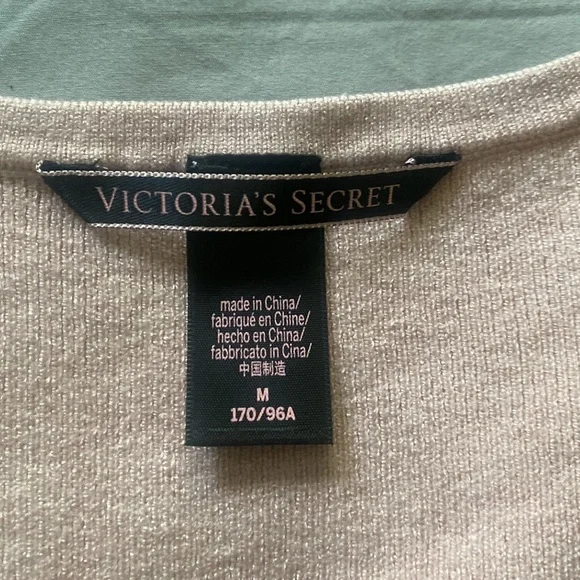 VICTORIA'S SECRET
made in China/
fabriqué en Chine/
hecho en China/
fabbricato in Cina/
中国制造
M
170/96A